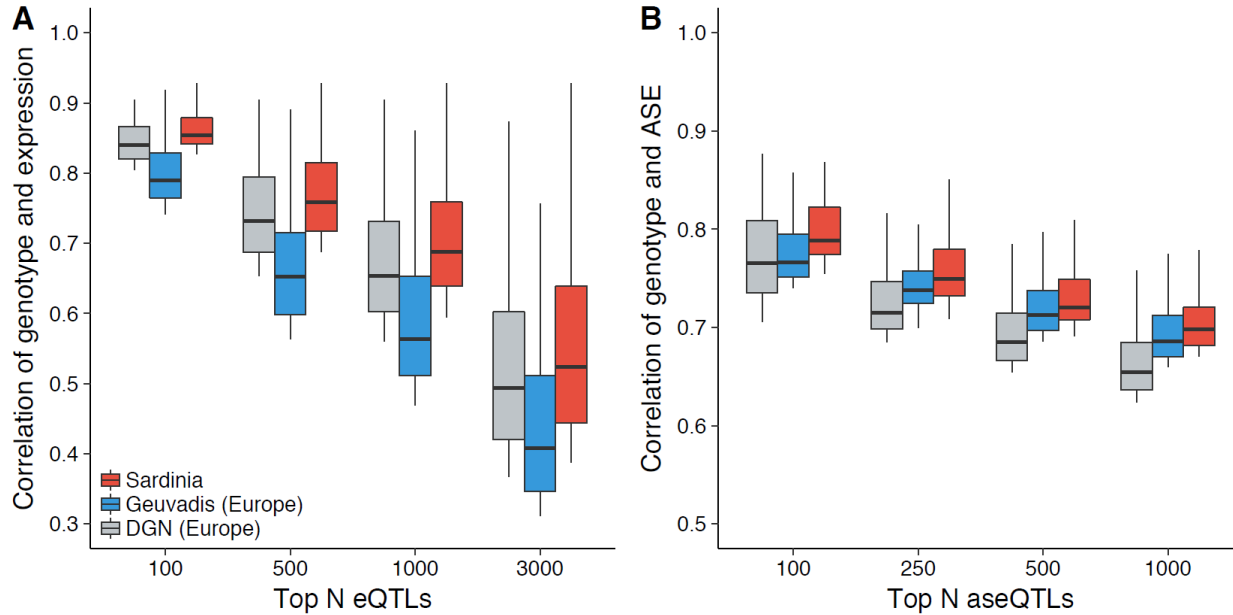 A
Correlation of genotype and expression
1.0
0.9
0.8
0.7
0.6
0.5
0.4
0.3
Sardinia
Geuvadis (Europe)
DGN (Europe)
100 500 1000 3000
Top N eQTLs
B
Correlation of genotype and ASE
1.0
0.9
0.8
0.7
0.6
0.5
100 250 500 1000
Top N aseQTLs